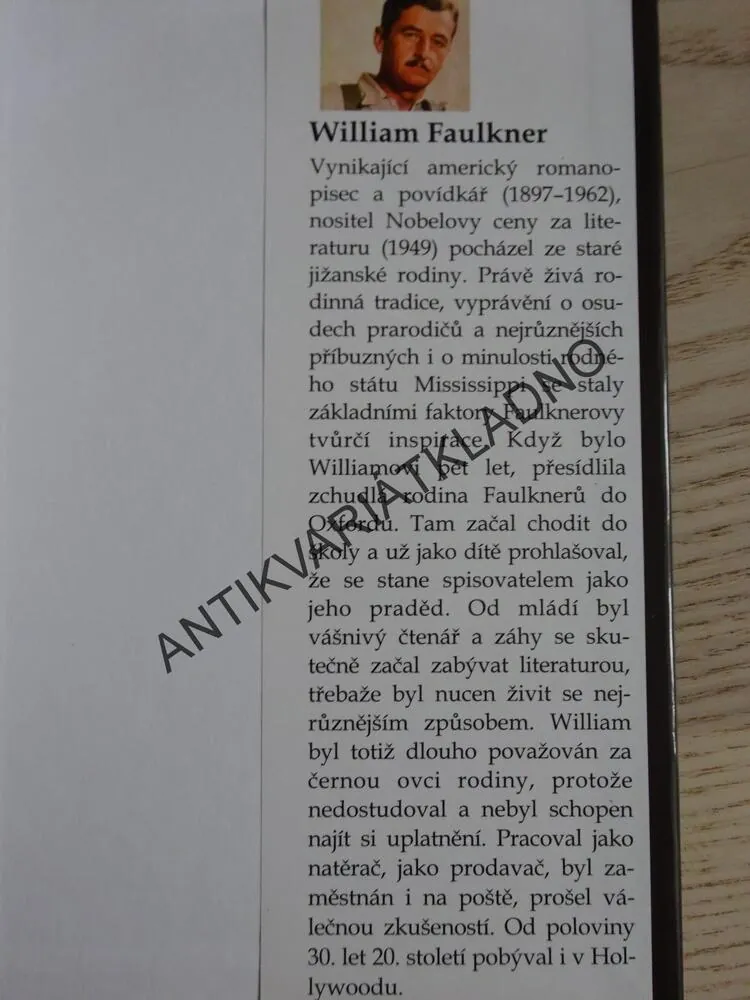 William Faulkner
Vynikající americký romano-
pisec a povídkář (1897–1962),
nositel Nobelovy ceny za lite-
raturu (1949) pocházel ze staré
jižanské rodiny. Právě živá ro-
dinná tradice, vyprávění o osu-
dech prarodičů a nejrůznějších
příbuzných i o minulosti rodné-
ho státu Mississippi se staly
základními faktory Faulknerovy
tvůrčí inspirace. Když bylo
Williamovi pět let, přesídlila
zchudlá rodina Faulknerů do
Oxfordu. Tam začal chodit do
školy a už jako dítě prohlašoval,
že se stane spisovatelem jako
jeho praděd. Od mládí byl
vášnivý čtenář a záhy se sku-
tečně začal zabývat literaturou,
třebaže byl nucen živit se nej-
různějším způsobem. William
byl totiž dlouho považován za
černou ovci rodiny, protože
nedostudoval a nebyl schopen
najít si uplatnění. Pracoval jako
natěrač, jako prodavač, byl za-
městnán i na poště, prošel vá-
lečnou zkušeností. Od poloviny
30. let 20. století pobýval i v Hol-
lywoodu.
ANTIKVARIÁTKLADNO